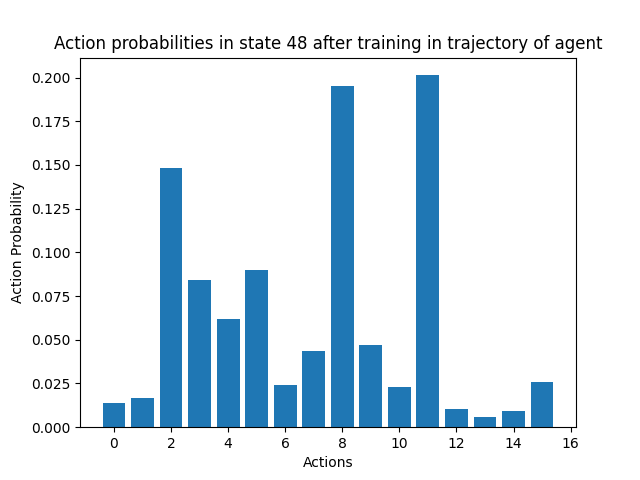 Action probabilities in state 48 after training in trajectory of agent
0.200
0.175
0.150
0.125
0.100
0.075
0.050
0.025
0.000
Action Probability
0 2 4 6 8 10 12 14 16
Actions